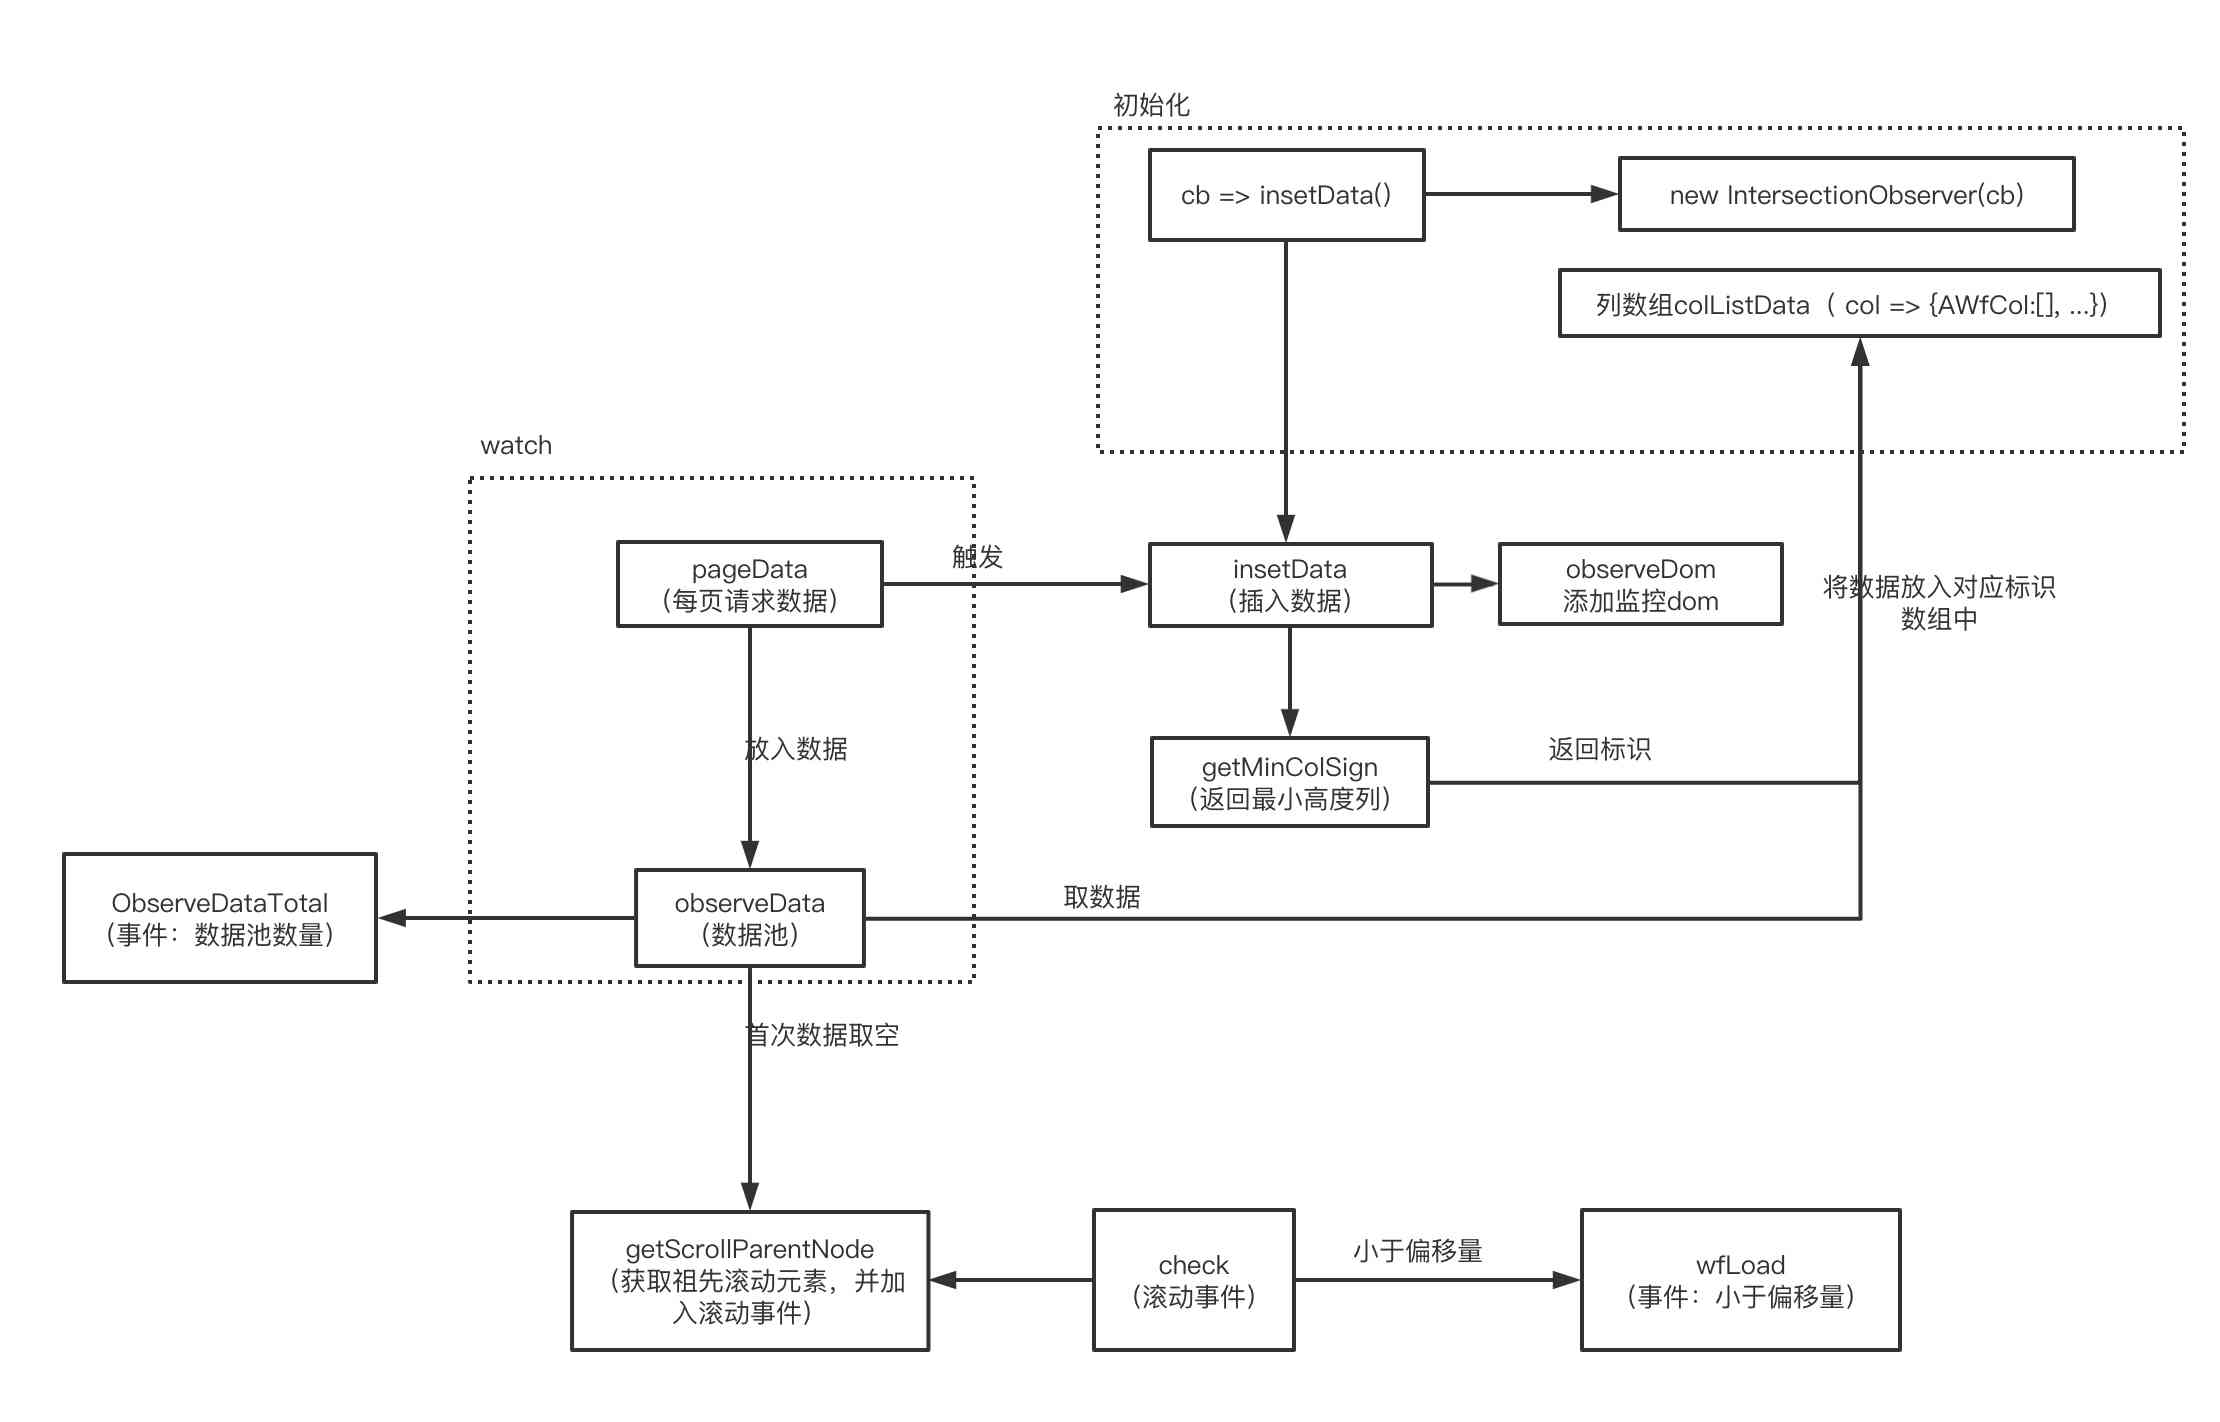 初始化
cb => insetData()
new IntersectionObserver(cb)
列数组colListData（ col => {AWfCol:[], ...}）
watch
pageData
（每页请求数据）
触发
insetData
（插入数据）
observeDom
添加监控dom
将数据放入对应标识
数组中
放入数据
getMinColSign
（返回最小高度列）
返回标识
ObserveDataTotal
（事件：数据池数量）
observeData
（数据池）
取数据
首次数据取空
getScrollParentNode
（获取祖先滚动元素，并加
入滚动事件）
check
（滚动事件）
小于偏移量
wfLoad
（事件：小于偏移量）